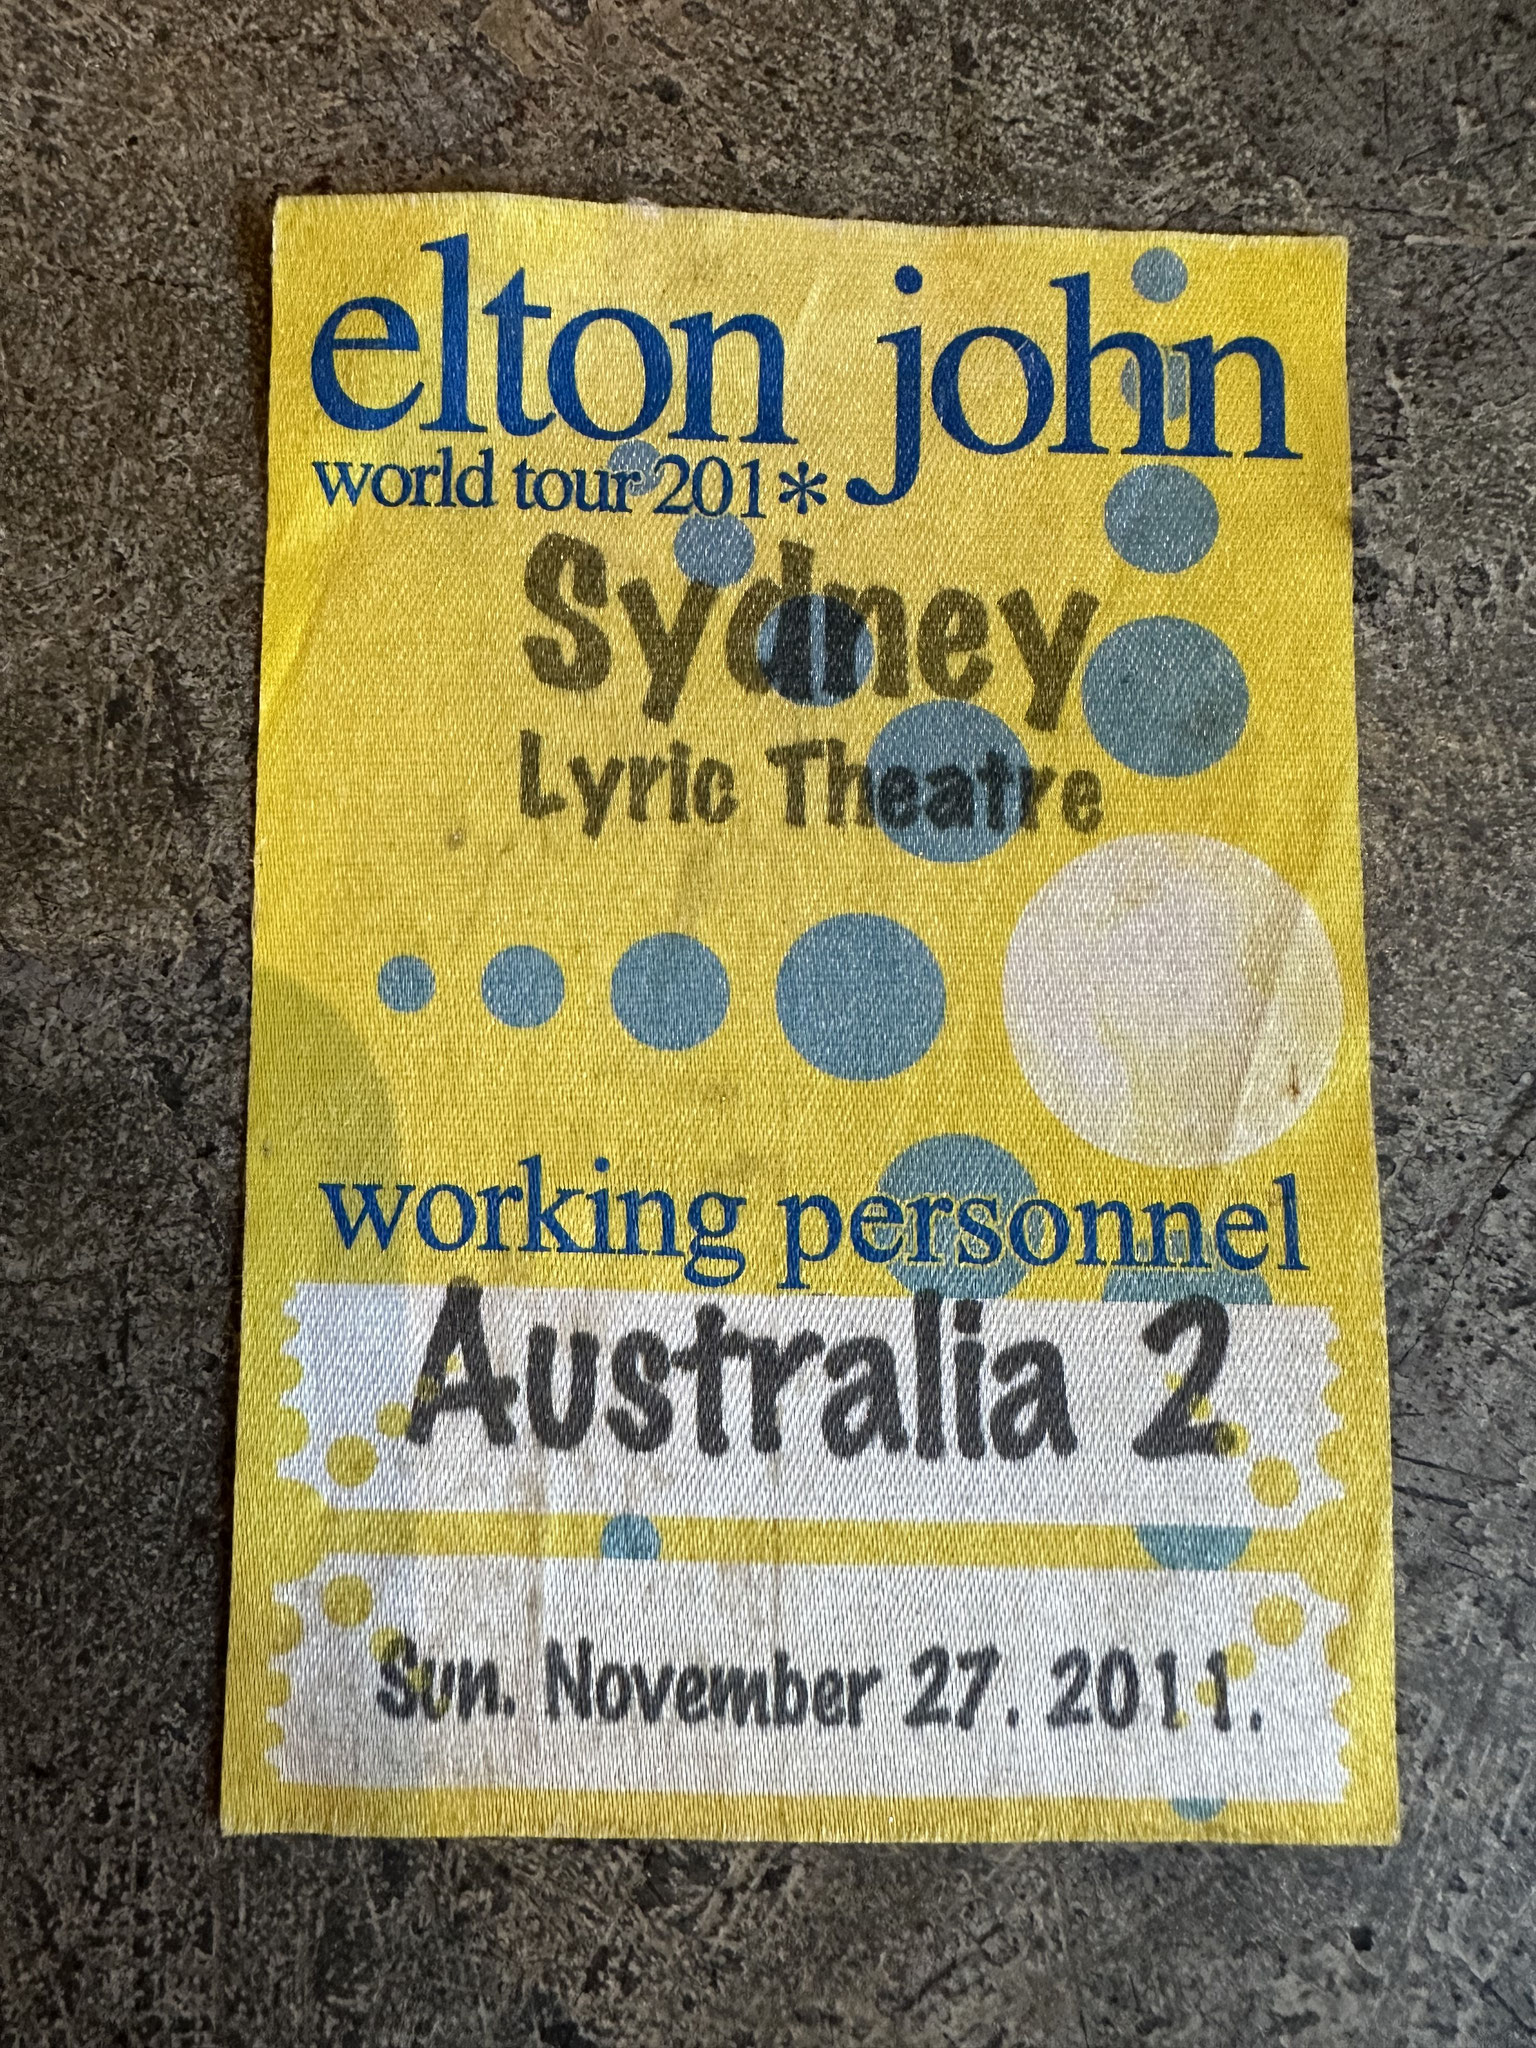 elton john
world tour 201*
Sydney
Lyric Theatre
working personnel
Australia 2
Sun. November 27. 2011.